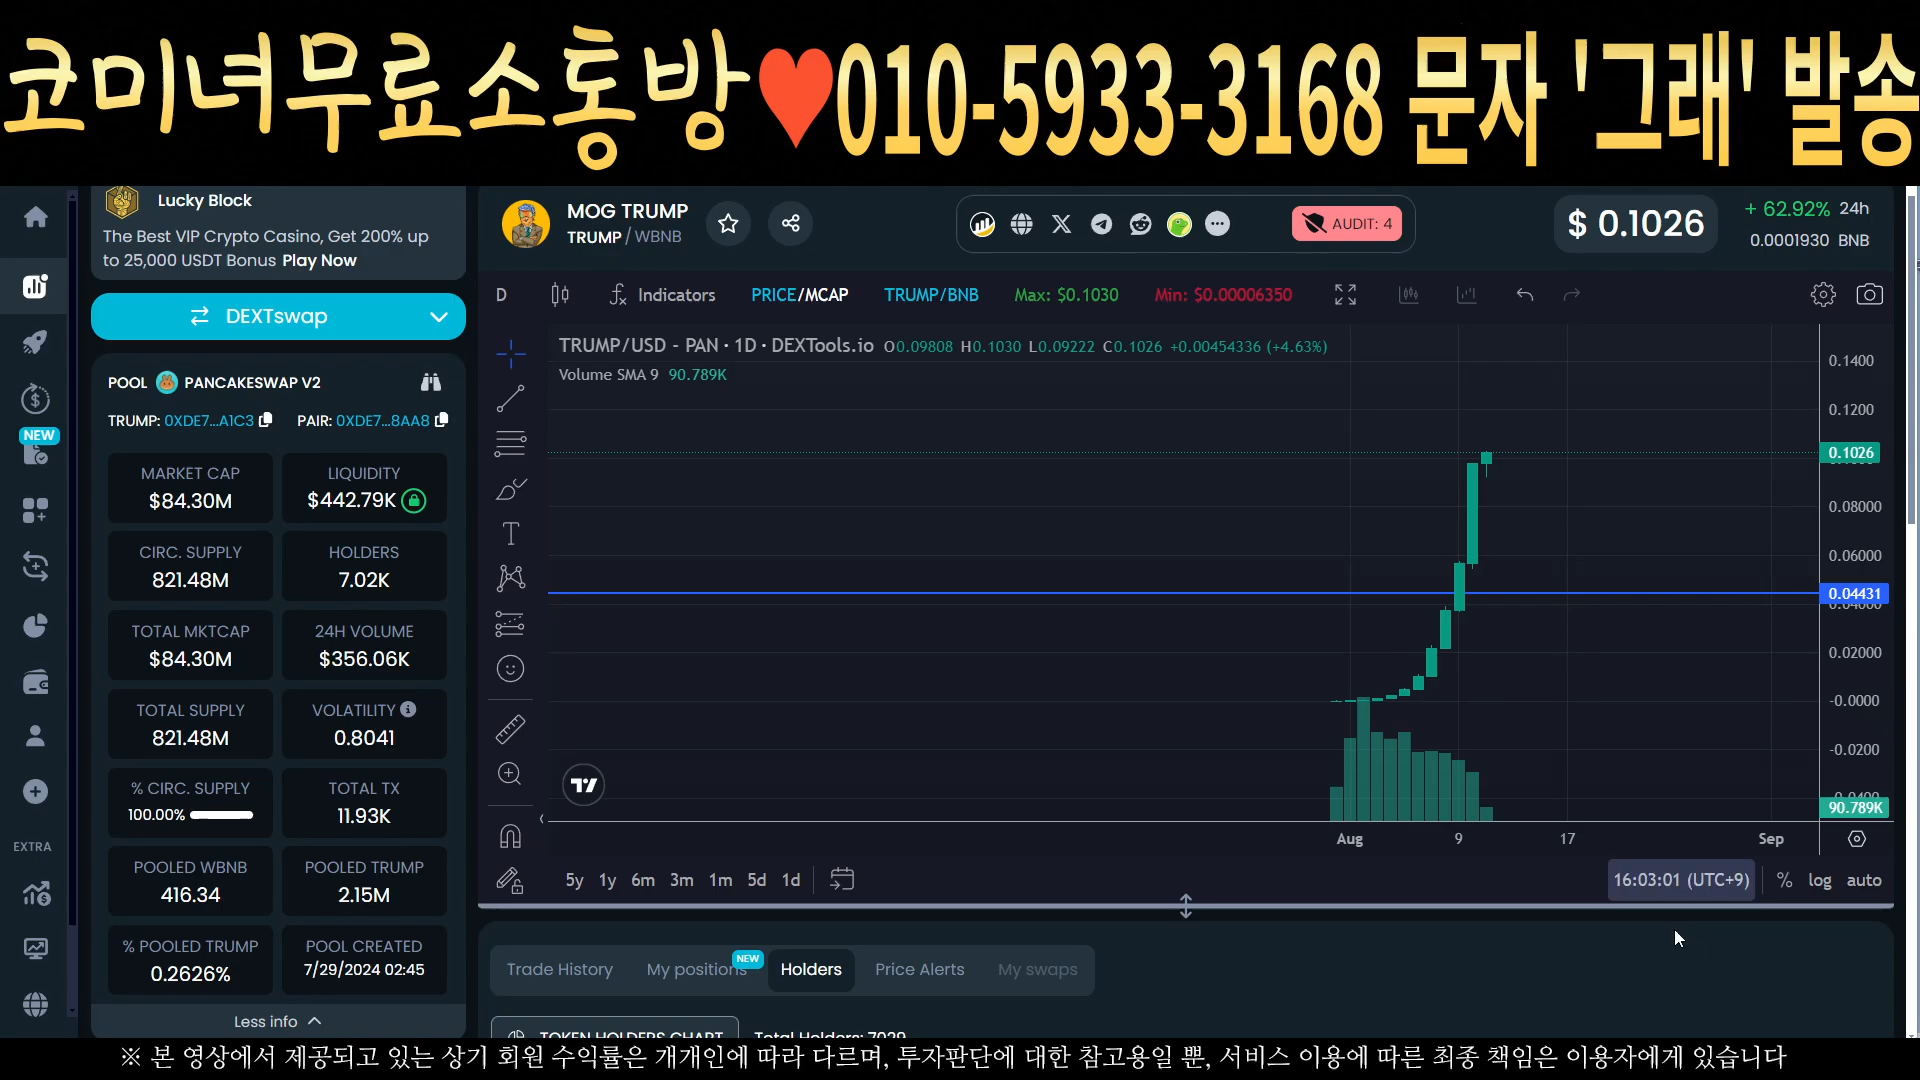 코미녀무료소통방♥010-5933-3168 문자 '그래' 발송
Lucky Block
The Best VIP Crypto Casino, Get 200% up
to 25,000 USDT Bonus Play Now
MOG TRUMP
TRUMP / WBNB
AUDIT: 4
$ 0.1026
+ 62.92% 24h
0.0001930 BNB
DEXTswap
D
Indicators
PRICE/MCAP
TRUMP/BNB
Max: $0.1030
Min: $0.00006350
TRUMP/USD - PAN · 1D · DEXTools.io O0.09808 H0.1030 L0.09222 C0.1026 +0.00454336 (+4.63%)
Volume SMA 9 90.789K
POOL PANCAKESWAP V2
TRUMP: 0XDE7...A1C3 PAIR: 0XDE7...8AA8
NEW
MARKET CAP
$84.30M
LIQUIDITY
$442.79K
CIRC. SUPPLY
821.48M
HOLDERS
7.02K
TOTAL MKTCAP
$84.30M
24H VOLUME
$356.06K
TOTAL SUPPLY
821.48M
VOLATILITY
0.8041
% CIRC. SUPPLY
100.00%
TOTAL TX
11.93K
POOLED WBNB
416.34
POOLED TRUMP
2.15M
% POOLED TRUMP
0.2626%
POOL CREATED
7/29/2024 02:45
Less info
EXTRA
0.1400
0.1200
0.1026
0.08000
0.06000
0.04431
0.04000
0.02000
-0.0000
-0.0200
-0.0400
90.789K
Aug 9 17 Sep
5y 1y 6m 3m 1m 5d 1d
16:03:01 (UTC+9) % log auto
Trade History
My positions
NEW
Holders
Price Alerts
My swaps
TOKEN HOLDERS CHART
Total Holders: 7029
※ 본 영상에서 제공되고 있는 상기 회원 수익률은 개개인에 따라 다르며, 투자판단에 대한 참고용일 뿐, 서비스 이용에 따른 최종 책임은 이용자에게 있습니다